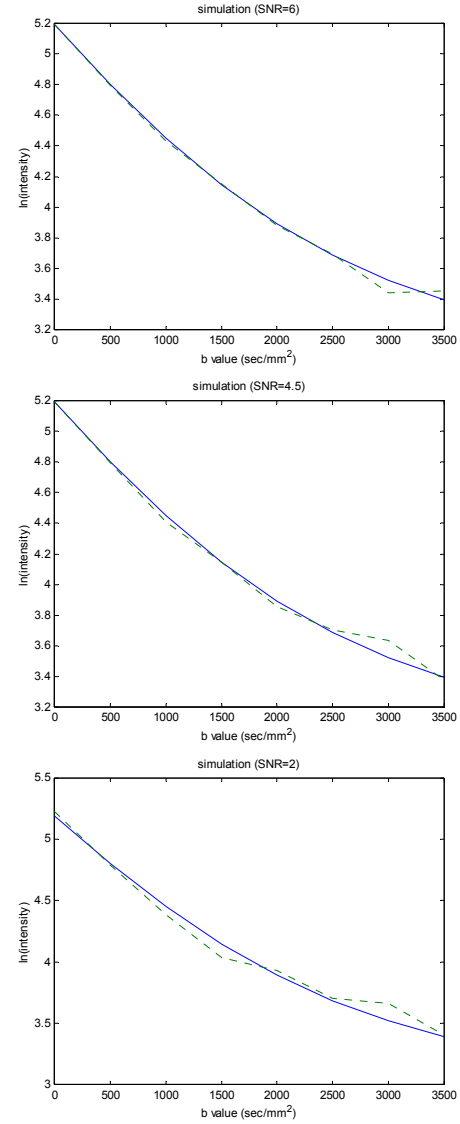 simulation (SNR=6)
5.2
5
4.8
4.6
4.4
4.2
4
3.8
3.6
3.4
3.2
ln(intensity)
0 500 1000 1500 2000 2500 3000 3500
b value (sec/mm²)
simulation (SNR=4.5)
5.2
5
4.8
4.6
4.4
4.2
4
3.8
3.6
3.4
3.2
ln(intensity)
0 500 1000 1500 2000 2500 3000 3500
b value (sec/mm²)
simulation (SNR=2)
5.5
5
4.5
4
3.5
3
ln(intensity)
0 500 1000 1500 2000 2500 3000 3500
b value (sec/mm²)